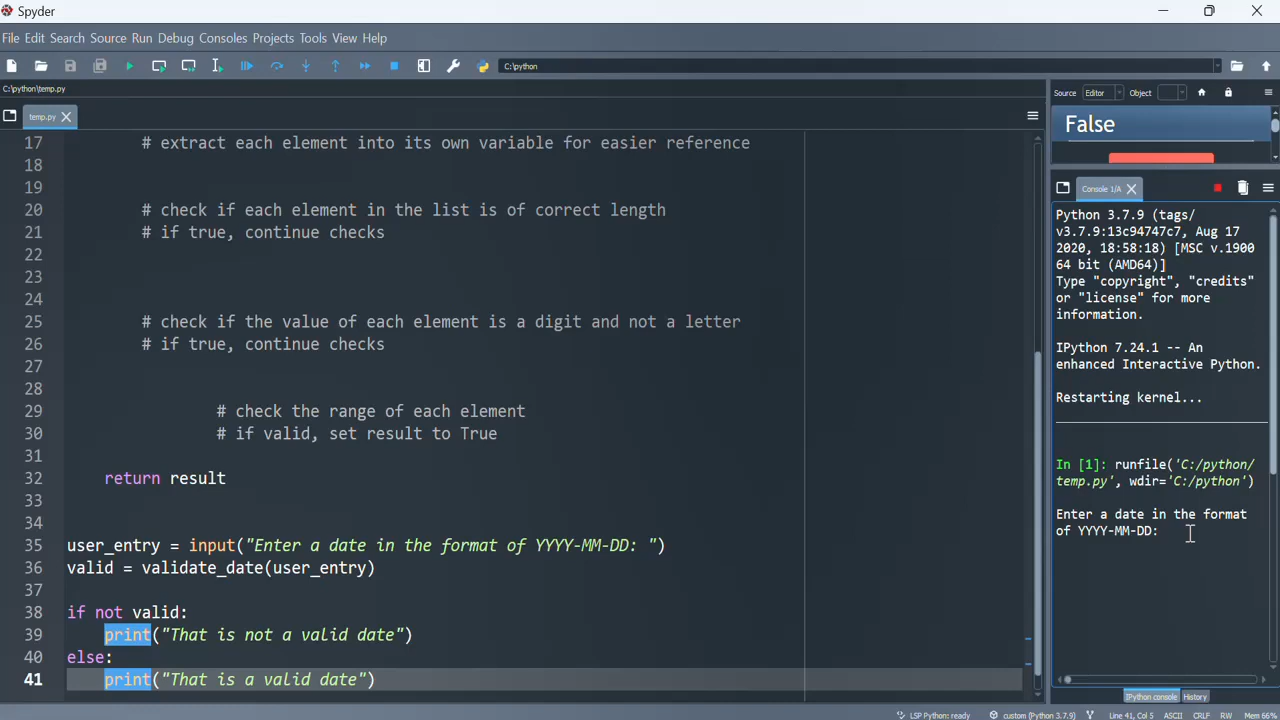 Spyder
File Edit Search Source Run Debug Consoles Projects Tools View Help
C:\python
C:\python\temp.py
temp.py
17 # extract each element into its own variable for easier reference
18
19
20 # check if each element in the list is of correct length
21 # if true, continue checks
22
23
24
25 # check if the value of each element is a digit and not a letter
26 # if true, continue checks
27
28
29 # check the range of each element
30 # if valid, set result to True
31
32 return result
33
34
35 user_entry = input("Enter a date in the format of YYYY-MM-DD: ")
36 valid = validate_date(user_entry)
37
38 if not valid:
39 print("That is not a valid date")
40 else:
41 print("That is a valid date")
Source Editor Object
False
Console 1/A
Python 3.7.9 (tags/
v3.7.9:13c94747c7, Aug 17
2020, 18:58:18) [MSC v.1900
64 bit (AMD64)]
Type "copyright", "credits"
or "license" for more
information.
IPython 7.24.1 -- An
enhanced Interactive Python.
Restarting kernel...
In [1]: runfile('C:/python/
temp.py', wdir='C:/python')
Enter a date in the format
of YYYY-MM-DD:
IPython console History
LSP Python: ready custom (Python 3.7.9) Line 41, Col 5 ASCII CRLF RW Mem 66%